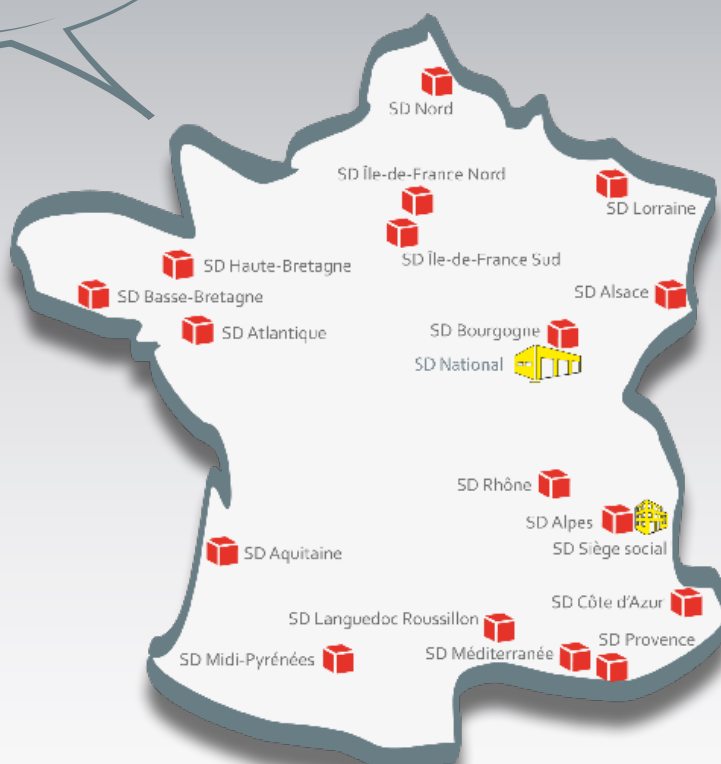 SD Nord
SD Île-de-France Nord
SD Lorraine
SD Île-de-France Sud
SD Haute-Bretagne
SD Basse-Bretagne
SD Alsace
SD Atlantique
SD Bourgogne
SD National
SD Rhône
SD Alpes
SD Siège social
SD Aquitaine
SD Côte d'Azur
SD Languedoc Roussillon
SD Provence
SD Méditerranée
SD Midi-Pyrénées